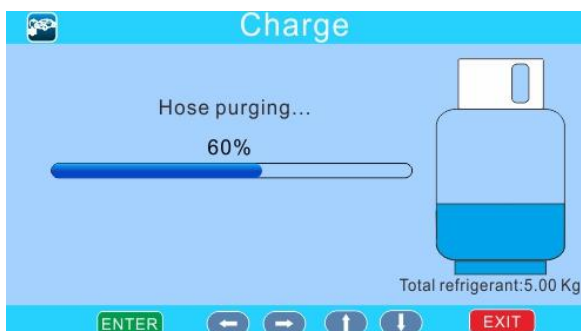 Charge
Hose purging...
60%
Total refrigerant:5.00 Kg
ENTER
EXIT